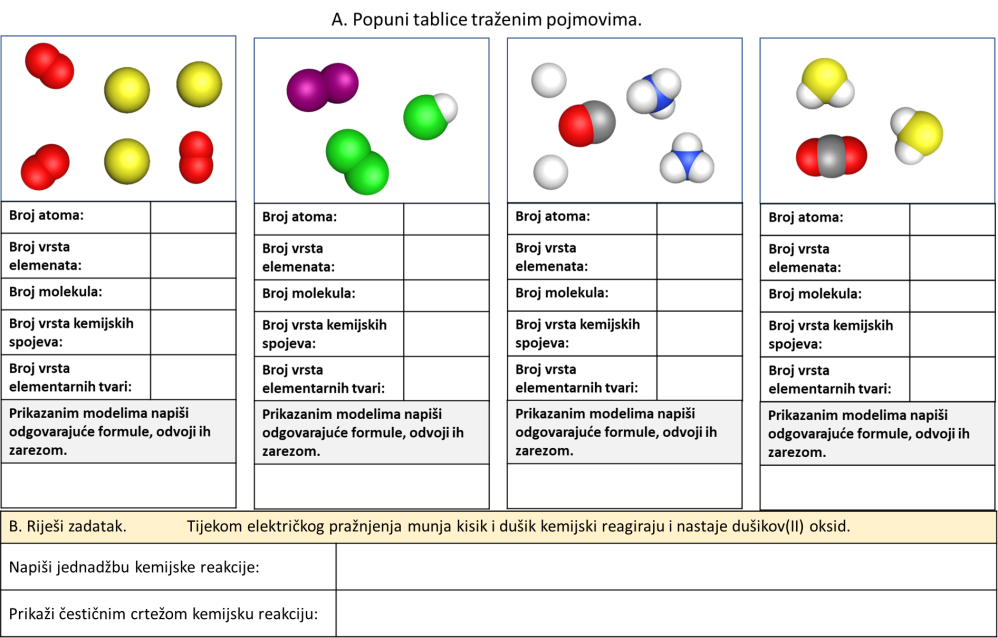 A. Popuni tablice traženim pojmovima.
Broj atoma:
Broj vrsta
elemenata:
Broj molekula:
Broj vrsta kemijskih
spojeva:
Broj vrsta
elementarnih tvari:
Prikazanim modelima napiši
odgovarajuće formule, odvoji ih
zarezom.
Broj atoma:
Broj vrsta
elemenata:
Broj molekula:
Broj vrsta kemijskih
spojeva:
Broj vrsta
elementarnih tvari:
Prikazanim modelima napiši
odgovarajuće formule, odvoji ih
zarezom.
Broj atoma:
Broj vrsta
elemenata:
Broj molekula:
Broj vrsta kemijskih
spojeva:
Broj vrsta
elementarnih tvari:
Prikazanim modelima napiši
odgovarajuće formule, odvoji ih
zarezom.
Broj atoma:
Broj vrsta
elemenata:
Broj molekula:
Broj vrsta kemijskih
spojeva:
Broj vrsta
elementarnih tvari:
Prikazanim modelima napiši
odgovarajuće formule, odvoji ih
zarezom.
B. Riješi zadatak. Tijekom električkog pražnjenja munja kisik i dušik kemijski reagiraju i nastaje dušikov(II) oksid.
Napiši jednadžbu kemijske reakcije:
Prikaži čestičnim crtežom kemijsku reakciju: